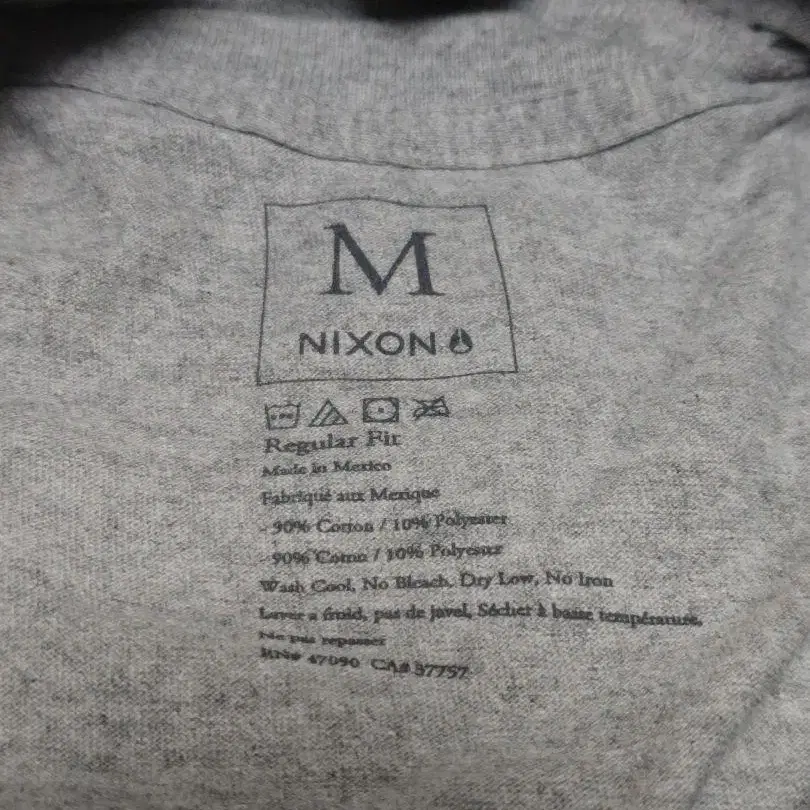 M
NIXON
Regular Fit
Made in Mexico
Fabriqué aux Mexique
- 90% Cotton / 10% Polyester
- 90% Coton / 10% Polyester
Wash Cool, No Bleach, Dry Low, No Iron
Laver a froid, pas de javel, Sécher à basse température,
Ne pas repasser
RN# 47090 CA# 37757